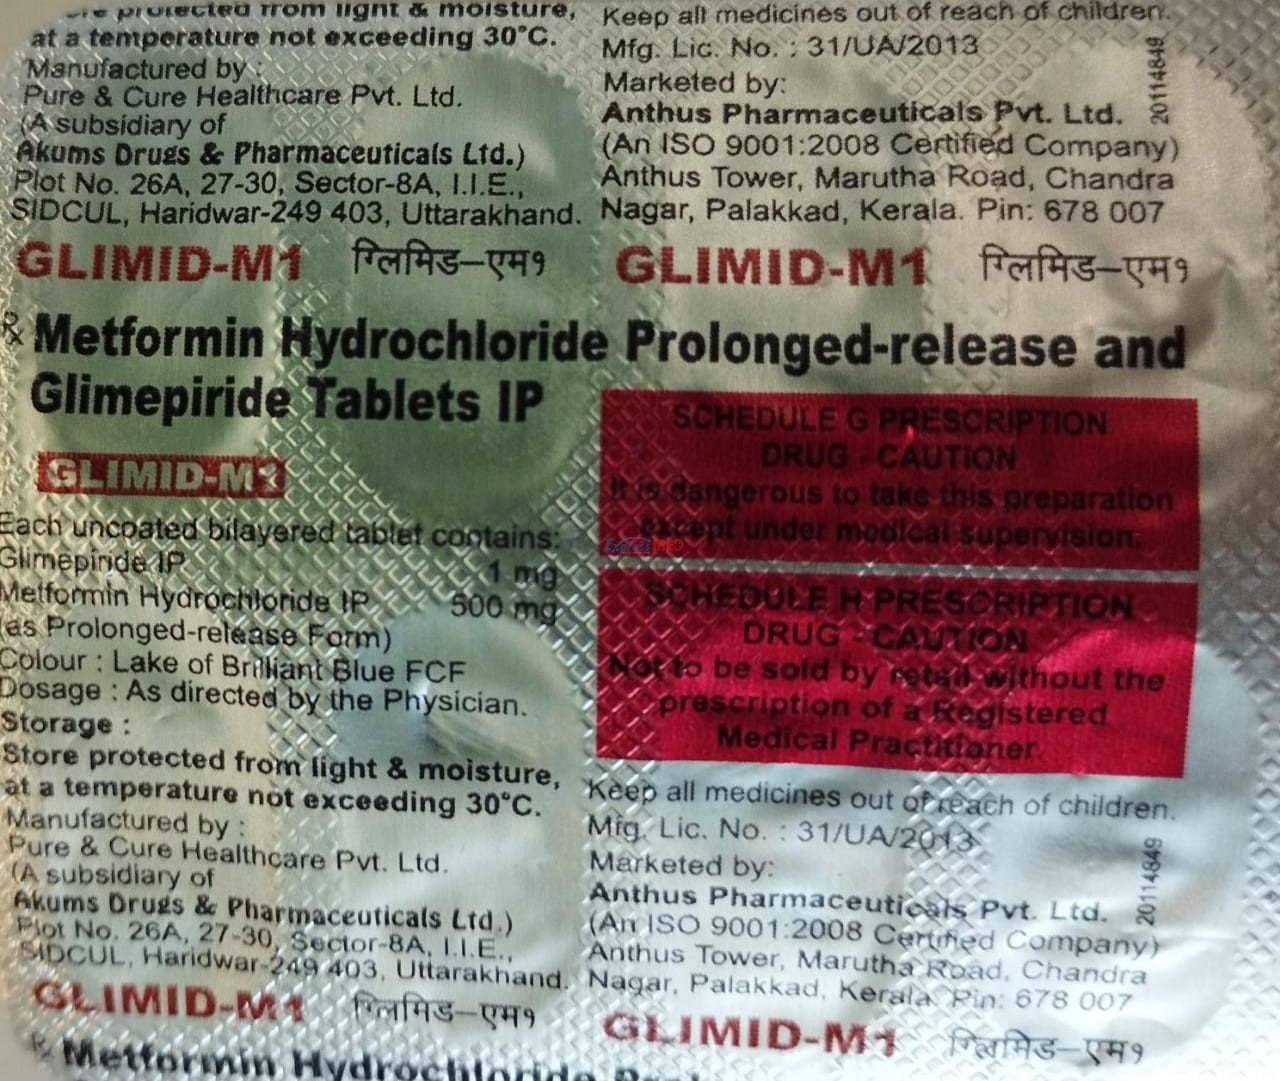 Store protected from light & moisture,
at a temperature not exceeding 30°C.
Manufactured by :
Pure & Cure Healthcare Pvt. Ltd.
(A subsidiary of
Akums Drugs & Pharmaceuticals Ltd.)
Plot No. 26A, 27-30, Sector-8A, I.I.E.,
SIDCUL, Haridwar-249 403, Uttarakhand.
Keep all medicines out of reach of children.
Mfg. Lic. No. : 31/UA/2013
Marketed by:
Anthus Pharmaceuticals Pvt. Ltd.
(An ISO 9001:2008 Certified Company)
Anthus Tower, Marutha Road, Chandra
Nagar, Palakkad, Kerala. Pin: 678 007
20114849
GLIMID-M1 ग्लिमिड-एम१ GLIMID-M1 ग्लिमिड-एम१
Rx Metformin Hydrochloride Prolonged-release and
Glimepiride Tablets IP
GLIMID-M1
Each uncoated bilayered tablet contains:
Glimepiride IP 1 mg
Metformin Hydrochloride IP 500 mg
(as Prolonged-release Form)
Colour : Lake of Brilliant Blue FCF
Dosage : As directed by the Physician.
Storage :
Store protected from light & moisture,
at a temperature not exceeding 30°C.
Manufactured by :
Pure & Cure Healthcare Pvt. Ltd.
(A subsidiary of
Akums Drugs & Pharmaceuticals Ltd.)
Plot No. 26A, 27-30, Sector-8A, I.I.E.,
SIDCUL, Haridwar-249 403, Uttarakhand.
SCHEDULE G PRESCRIPTION
DRUG - CAUTION
It is dangerous to take this preparation
except under medical supervision.
SCHEDULE H PRESCRIPTION
DRUG - CAUTION
Not to be sold by retail without the
prescription of a Registered
Medical Practitioner.
Keep all medicines out of reach of children.
Mfg. Lic. No. : 31/UA/2013
Marketed by:
Anthus Pharmaceuticals Pvt. Ltd.
(An ISO 9001:2008 Certified Company)
Anthus Tower, Marutha Road, Chandra
Nagar, Palakkad, Kerala. Pin: 678 007
20114849
GLIMID-M1 ग्लिमिड-एम१ GLIMID-M1 ग्लिमिड-एम१
Rx Metformin Hydrochloride